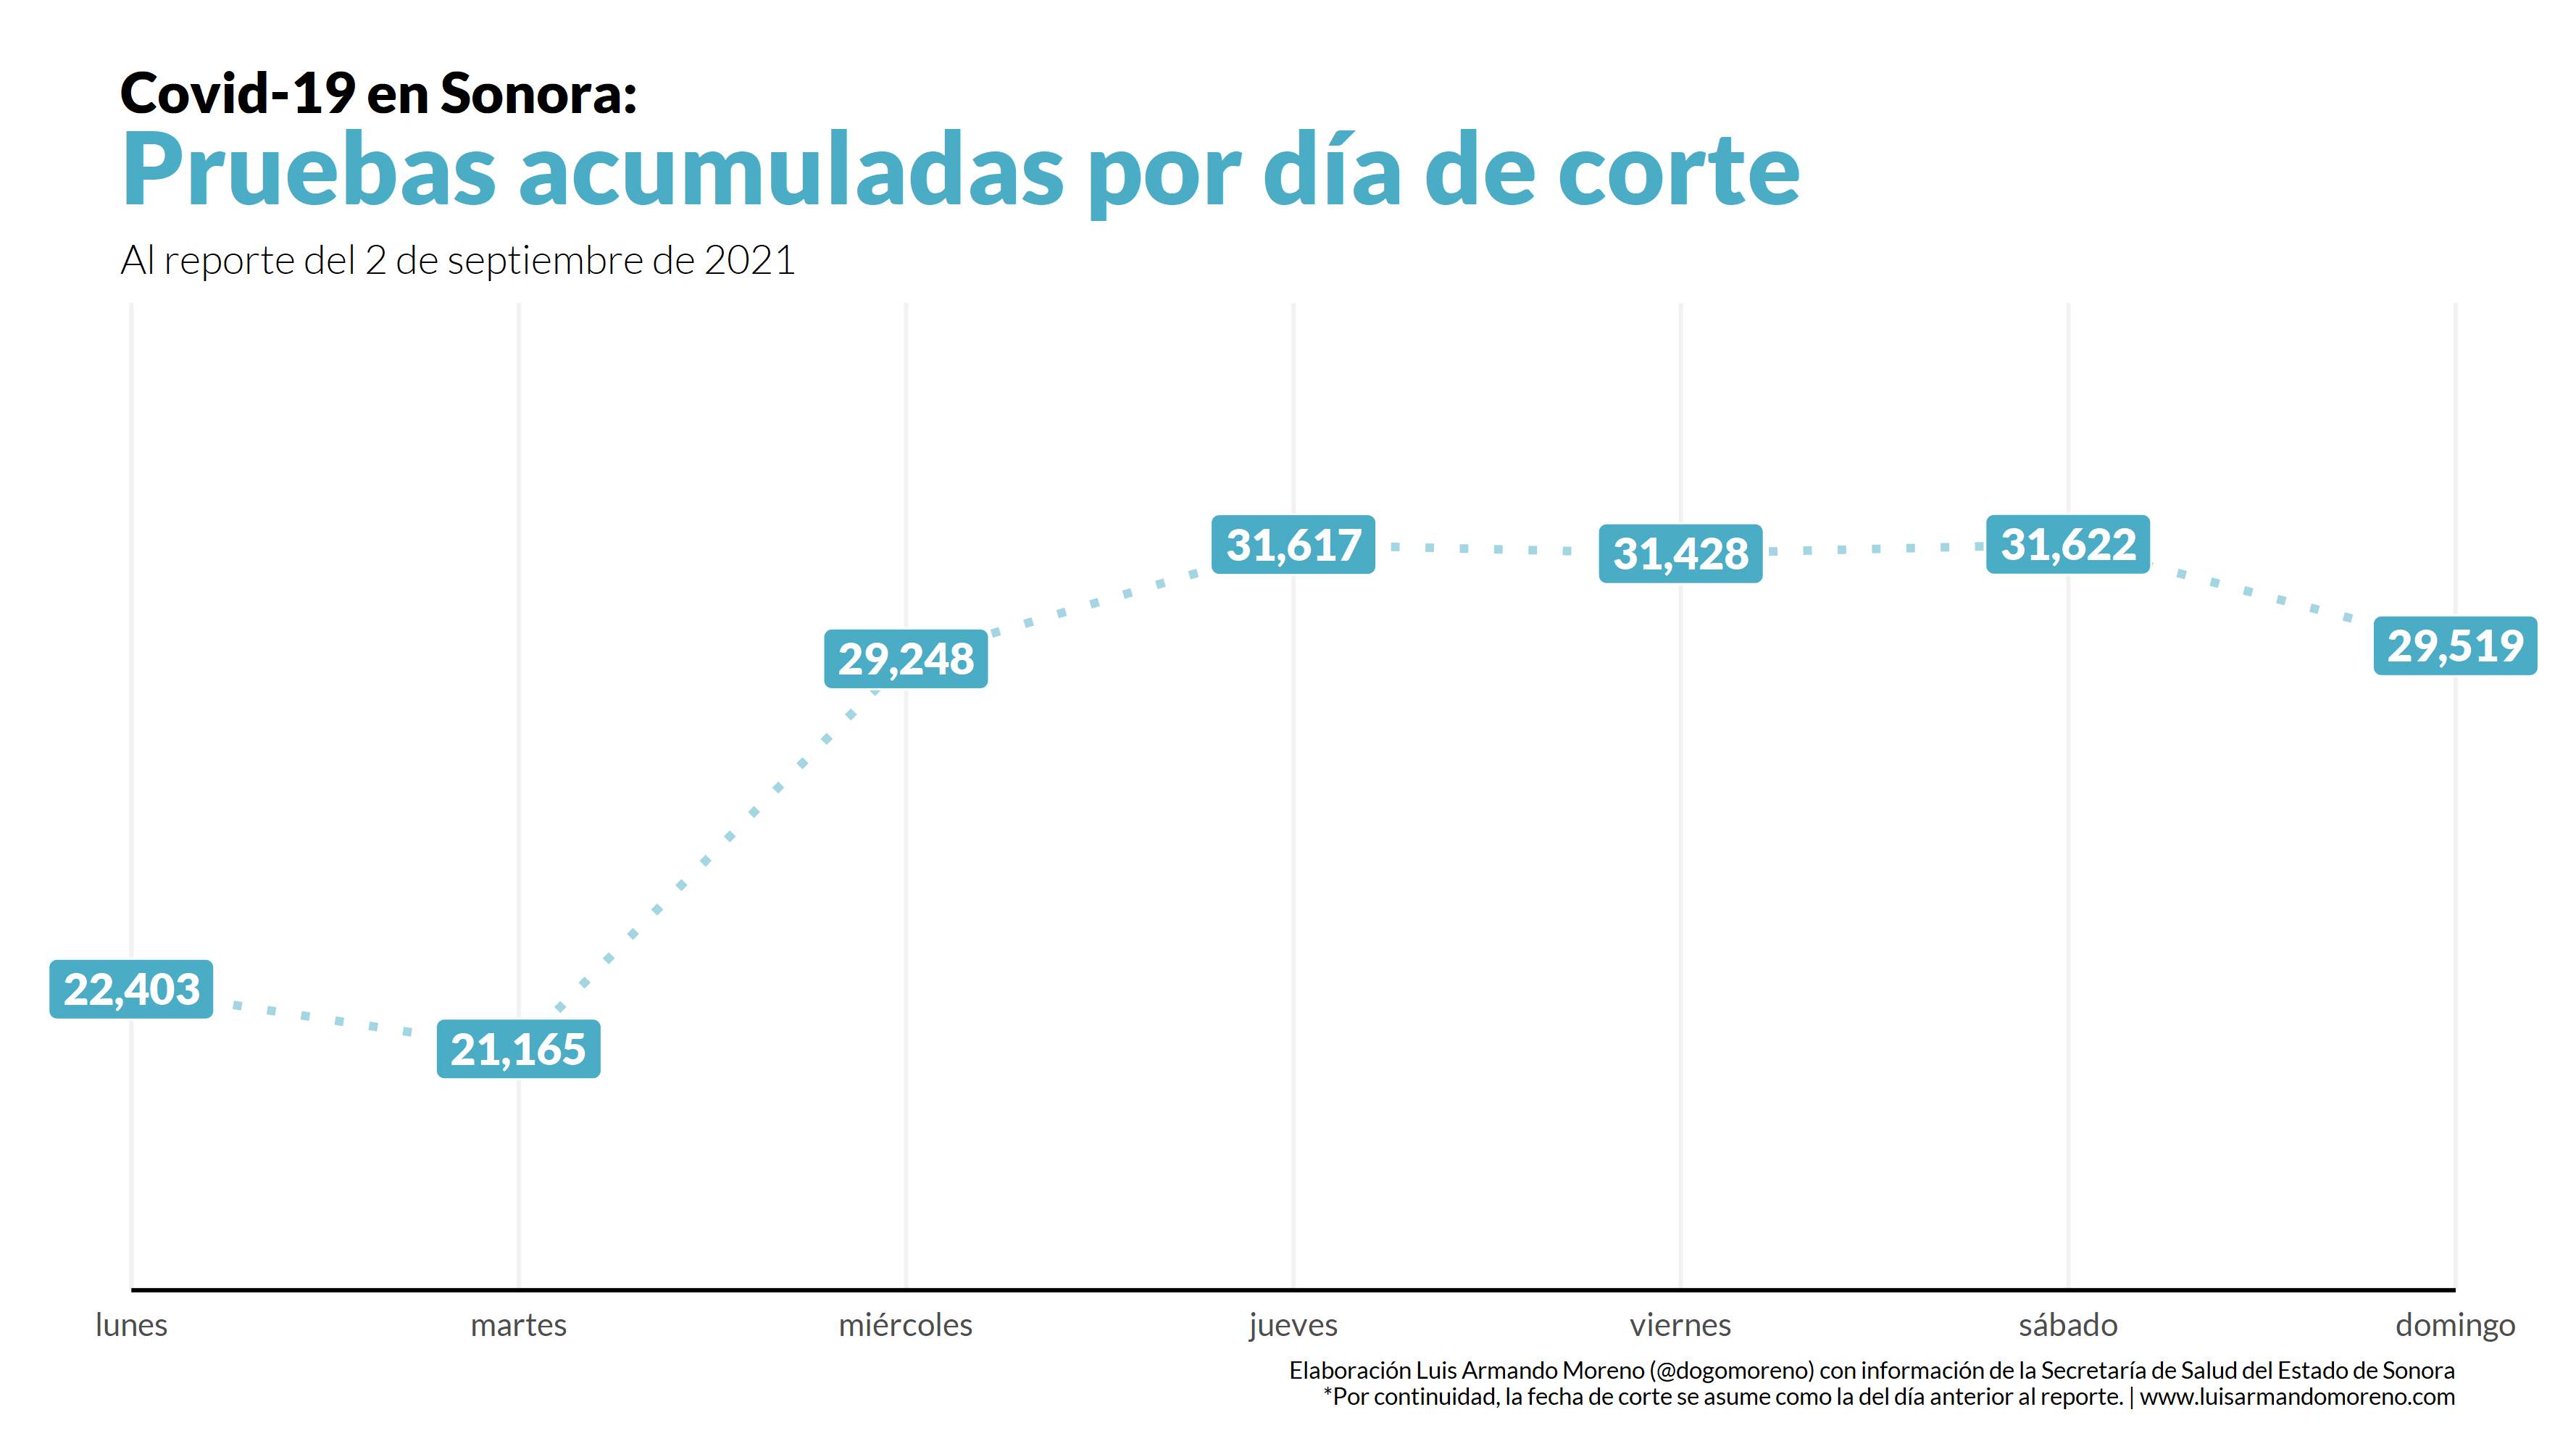 Covid-19 en Sonora:
Pruebas acumuladas por día de corte
Al reporte del 2 de septiembre de 2021
22,403
21,165
29,248
31,617
31,428
31,622
29,519
lunes
martes
miércoles
jueves
viernes
sábado
domingo
Elaboración Luis Armando Moreno (@dogomoreno) con información de la Secretaría de Salud del Estado de Sonora
*Por continuidad, la fecha de corte se asume como la del día anterior al reporte. | www.luisarmandomoreno.com